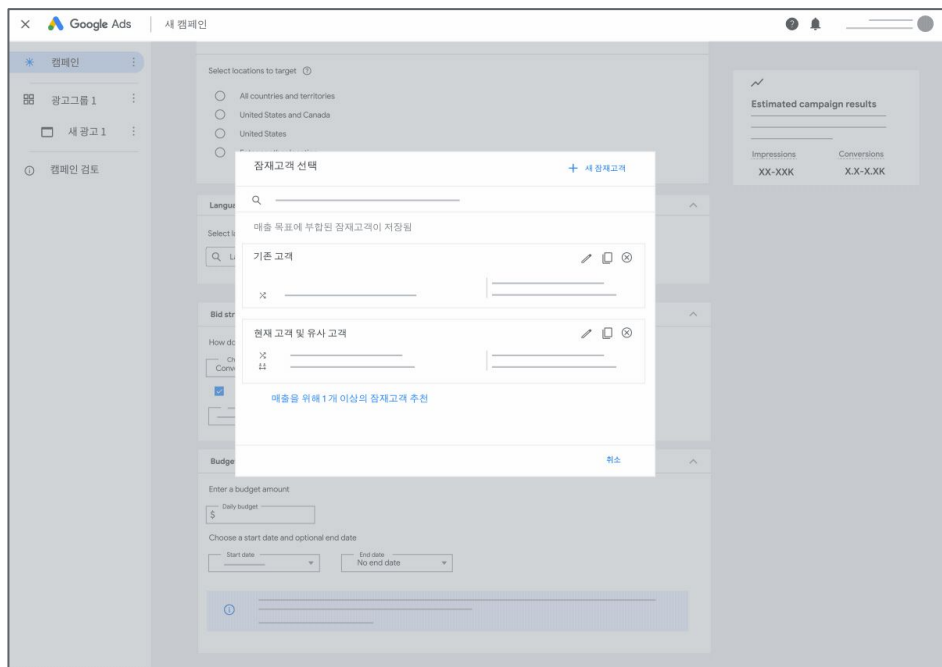 Google Ads
새 캠페인
캠페인
광고그룹 1
새 광고 1
캠페인 검토
Select locations to target
All countries and territories
United States and Canada
United States
잠재고객 선택
+ 새 잠재고객
매출 목표에 부합된 잠재고객이 저장됨
기존 고객
현재 고객 및 유사 고객
매출을 위해 1개 이상의 잠재고객 추천
취소
Enter a budget amount
Daily budget
$
Choose a start date and optional end date
Start date
End date
No end date
Estimated campaign results
Impressions
Conversions
XX-XXK
X.X-X.XK